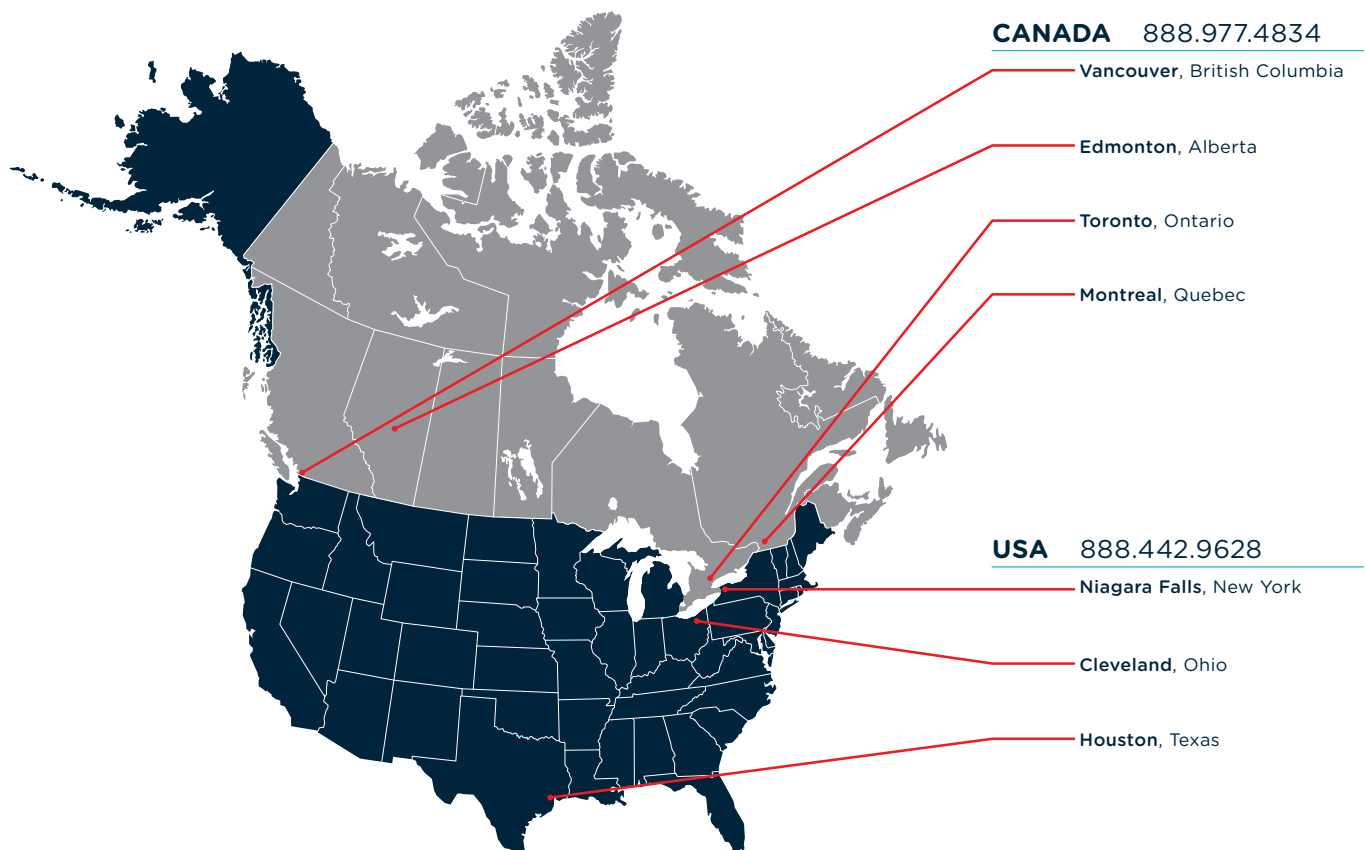 CANADA 888.977.4834
Vancouver, British Columbia
Edmonton, Alberta
Toronto, Ontario
Montreal, Quebec
USA 888.442.9628
Niagara Falls, New York
Cleveland, Ohio
Houston, Texas